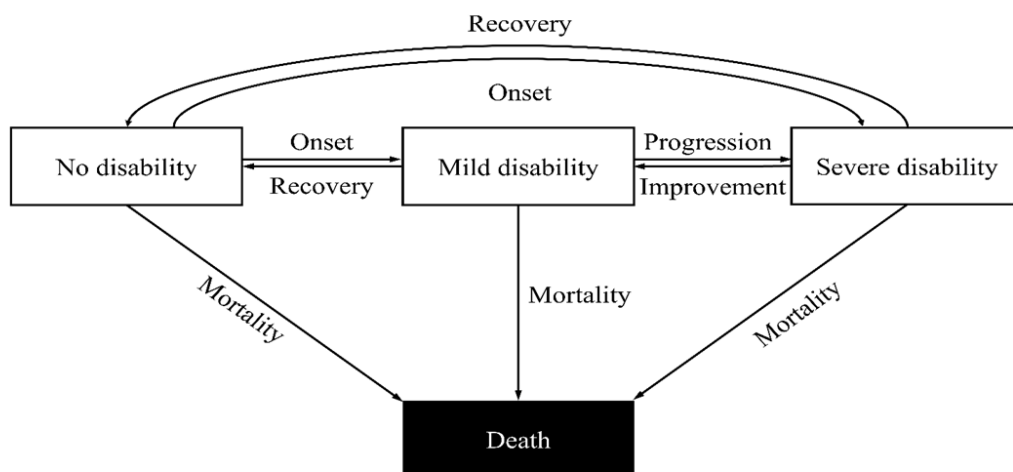 Recovery
Onset
No disability
Onset
Recovery
Mild disability
Progression
Improvement
Severe disability
Mortality
Mortality
Mortality
Death